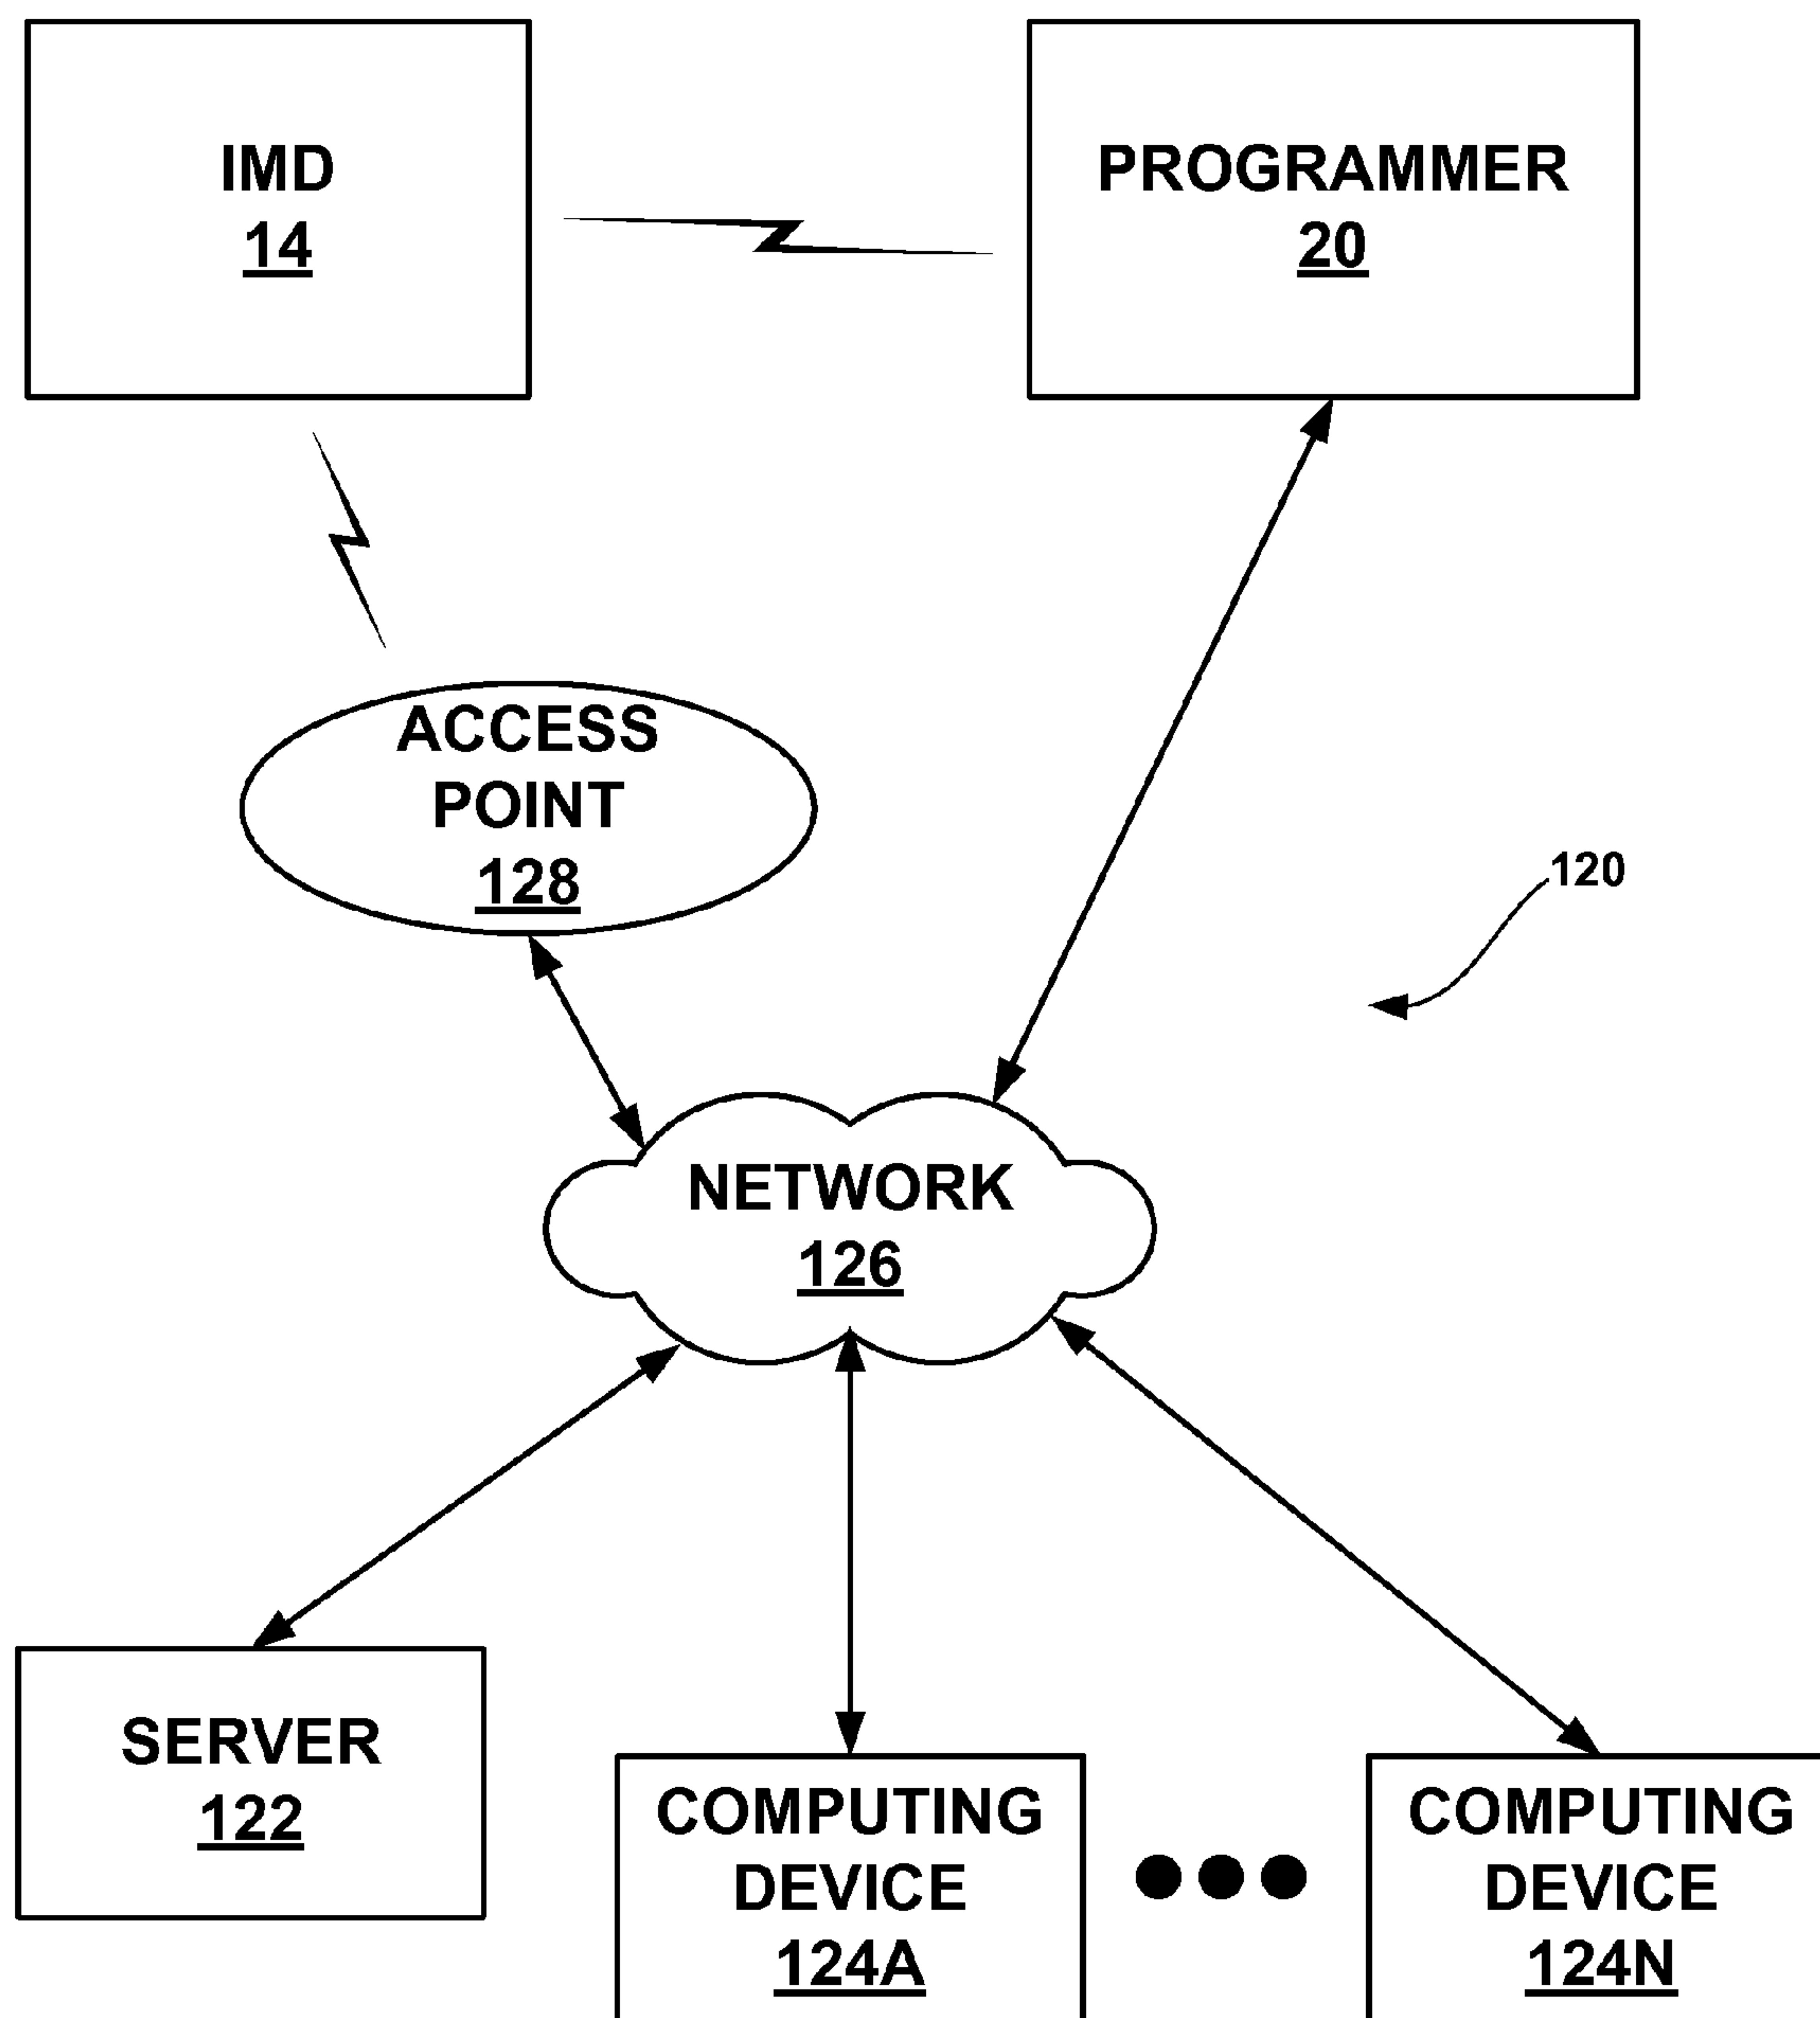 IMD
14
PROGRAMMER
20
ACCESS
POINT
128
120
NETWORK
126
SERVER
122
COMPUTING
DEVICE
124A
COMPUTING
DEVICE
124N